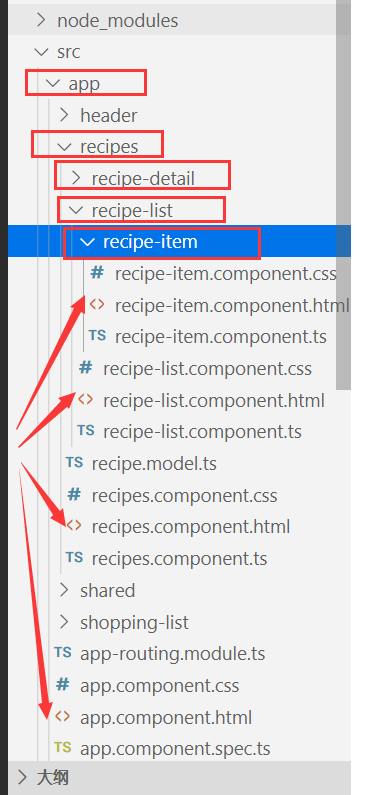 node_modules
src
app
header
recipes
recipe-detail
recipe-list
recipe-item
# recipe-item.component.css
<> recipe-item.component.html
TS recipe-item.component.ts
# recipe-list.component.css
<> recipe-list.component.html
TS recipe-list.component.ts
TS recipe.model.ts
# recipes.component.css
<> recipes.component.html
TS recipes.component.ts
shared
shopping-list
TS app-routing.module.ts
# app.component.css
<> app.component.html
TS app.component.spec.ts
大纲